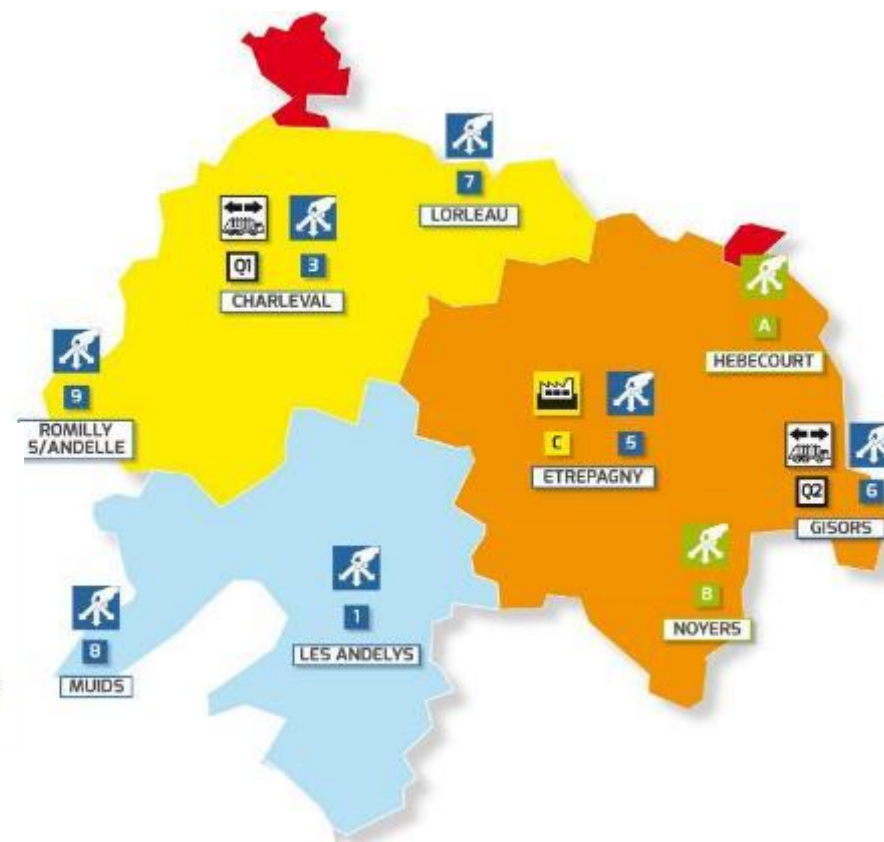 7
LORLEAU
Q1
3
CHARLEVAL
A
HEBECOURT
9
ROMILLY
S/ANDELLE
C
5
ETREPAGNY
Q2
6
GISORS
B
NOYERS
1
LES ANDELYS
8
MUIDS